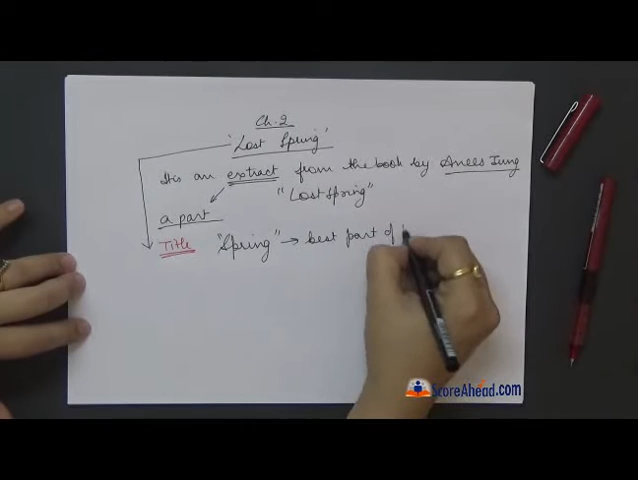 Ch-2
"Lost Spring"
It is an extract from the book by Anees Jung
"Lost Spring"
a part
Title "Spring" → best part of
ScoreAhead.com